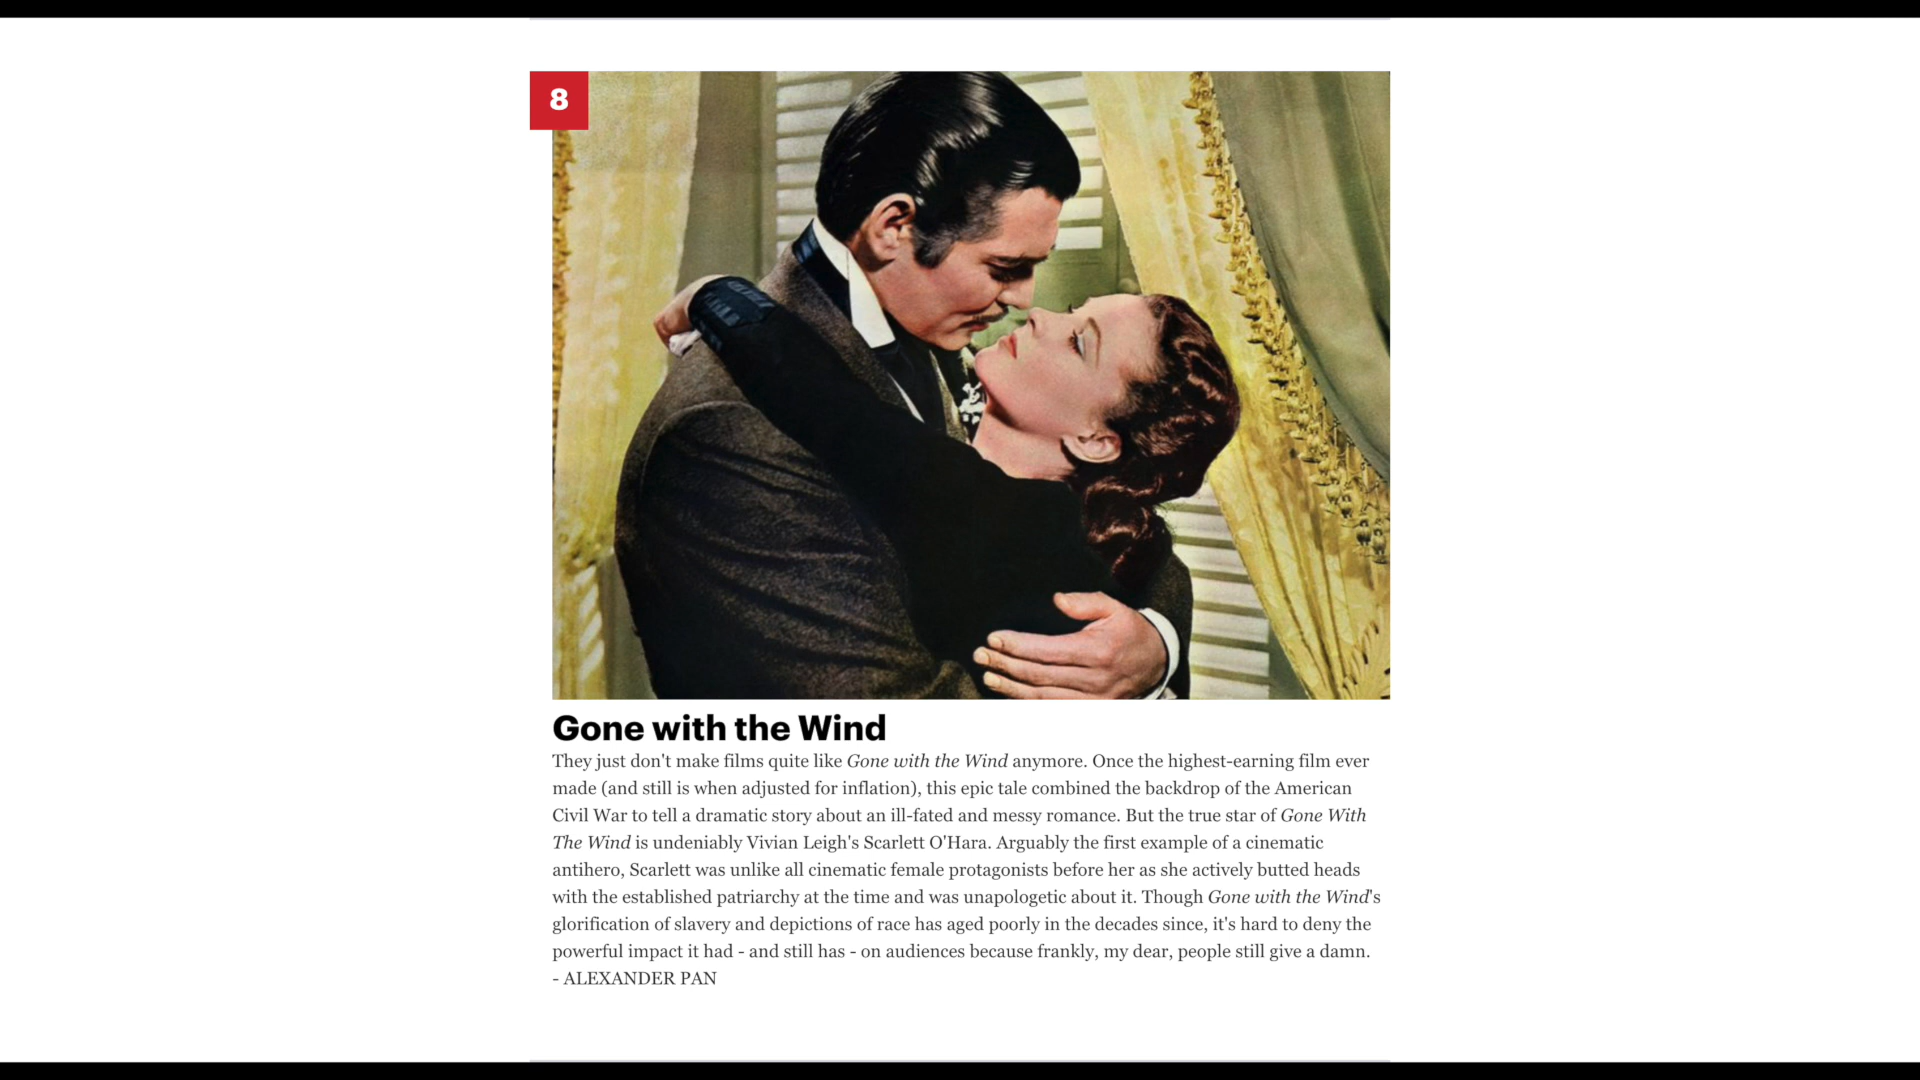 8
Gone with the Wind
They just don't make films quite like Gone with the Wind anymore. Once the highest-earning film ever
made (and still is when adjusted for inflation), this epic tale combined the backdrop of the American
Civil War to tell a dramatic story about an ill-fated and messy romance. But the true star of Gone With
The Wind is undeniably Vivian Leigh's Scarlett O'Hara. Arguably the first example of a cinematic
antihero, Scarlett was unlike all cinematic female protagonists before her as she actively butted heads
with the established patriarchy at the time and was unapologetic about it. Though Gone with the Wind's
glorification of slavery and depictions of race has aged poorly in the decades since, it's hard to deny the
powerful impact it had - and still has - on audiences because frankly, my dear, people still give a damn.
- ALEXANDER PAN